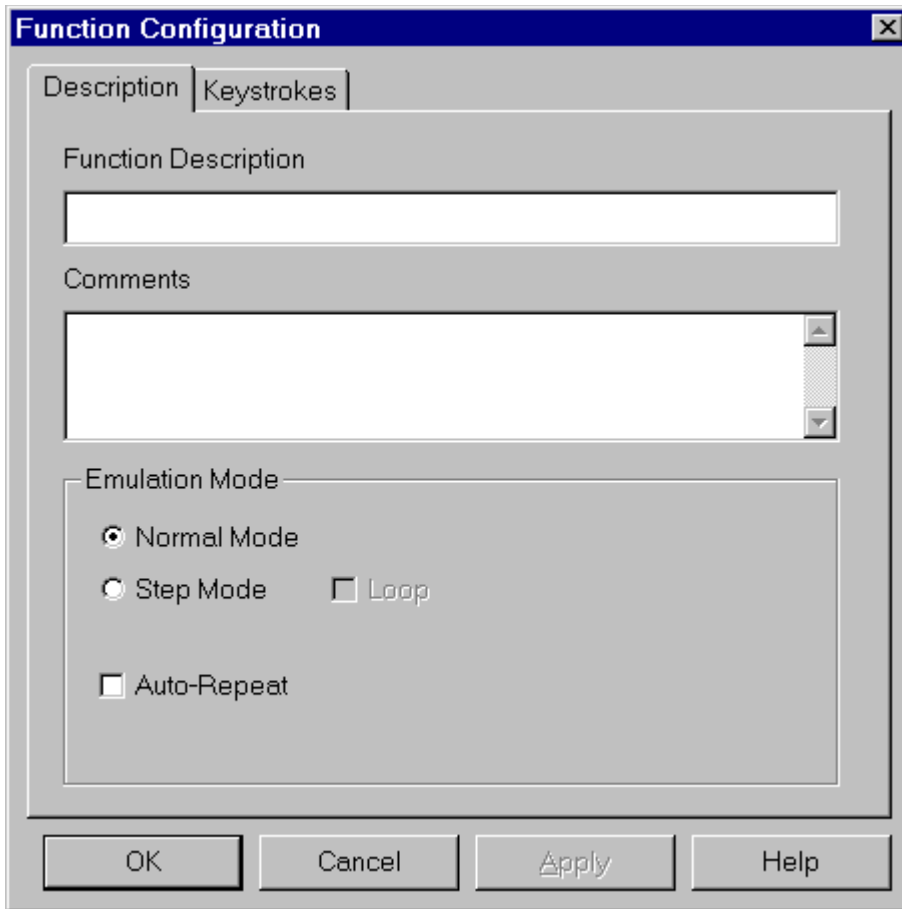 Function Configuration
Description Keystrokes
Function Description
Comments
Emulation Mode
Normal Mode
Step Mode Loop
Auto-Repeat
OK Cancel Apply Help